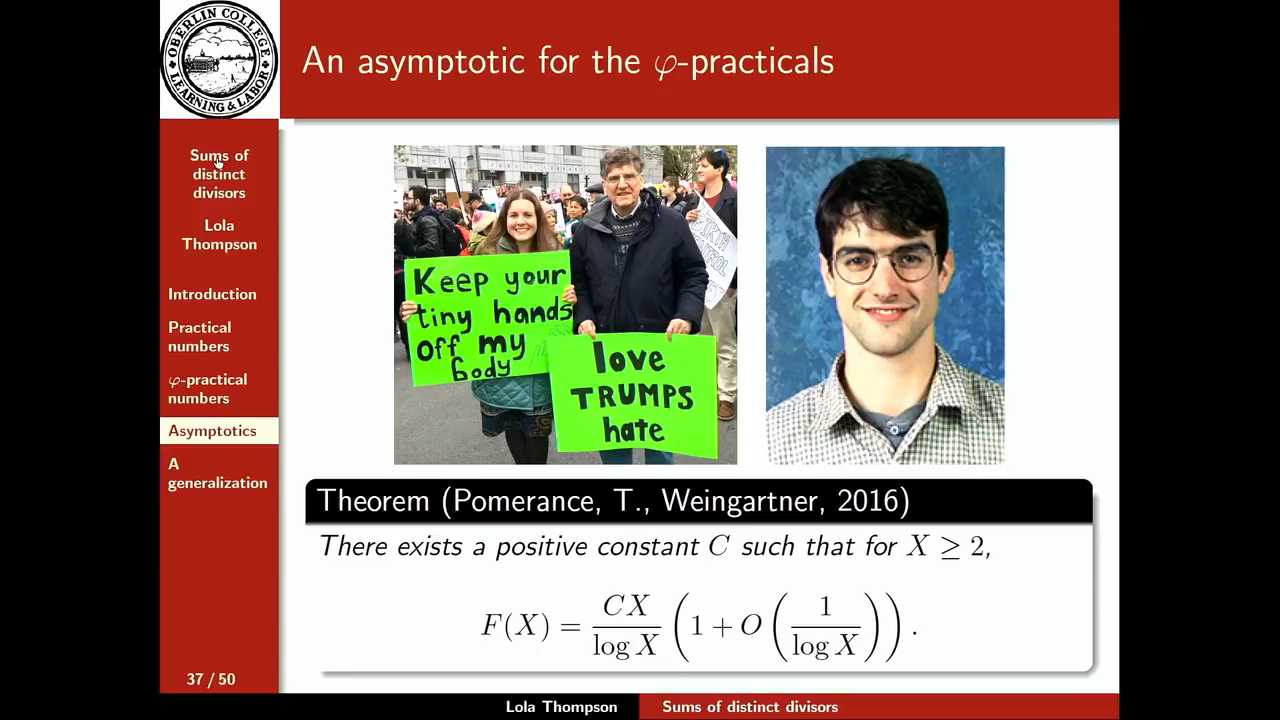 OBERLIN COLLEGE
LEARNING & LABOR
An asymptotic for the φ-practicals
Sums of
distinct
divisors
Lola
Thompson
Introduction
Practical
numbers
φ-practical
numbers
Asymptotics
A
generalization
37 / 50
Keep your
tiny hands
off my
body
love
TRUMPS
hate
BIRTH
Theorem (Pomerance, T., Weingartner, 2016)
There exists a positive constant C such that for X ≥ 2,
F(X) = CX / log X (1 + O (1 / log X)).
Lola Thompson
Sums of distinct divisors